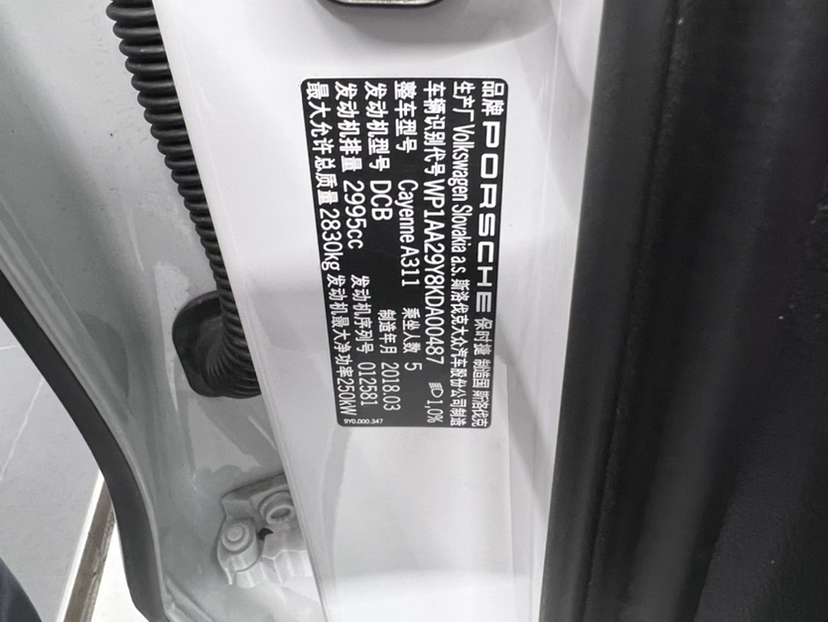 品牌 PORSCHE 保时捷 制造国 斯洛伐克
生产厂 Volkswagen Slovakia a.s. 斯洛伐克大众汽车股份公司制造
车辆识别代号 WP1AA29Y8KDA00487 1,0%
整车型号 Cayenne A311 乘坐人数 5
发动机型号 DCB 制造年月 2018.03
发动机排量 2995cc 发动机序列号 012581
最大允许总质量 2830kg 发动机最大净功率250kW
9Y0.000.347